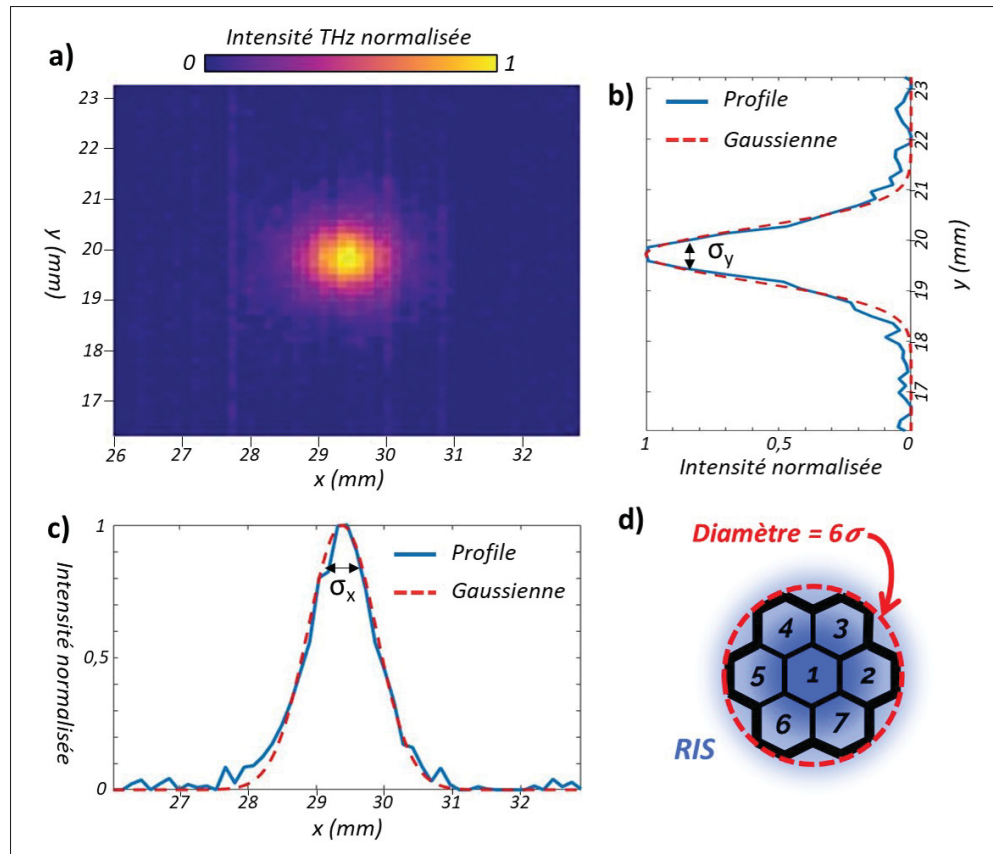 a)
Intensité THz normalisée
0
1
23
22
21
20
19
18
17
y (mm)
26
27
28
29
30
31
32
x (mm)
b)
Profile
Gaussienne
σy
23
22
21
20
19
18
17
y (mm)
1
0,5
0
Intensité normalisée
c)
Profile
Gaussienne
σx
1
0,5
0
Intensité normalisée
27
28
29
30
31
32
x (mm)
d)
Diamètre = 6σ
4
3
5
1
2
6
7
RIS